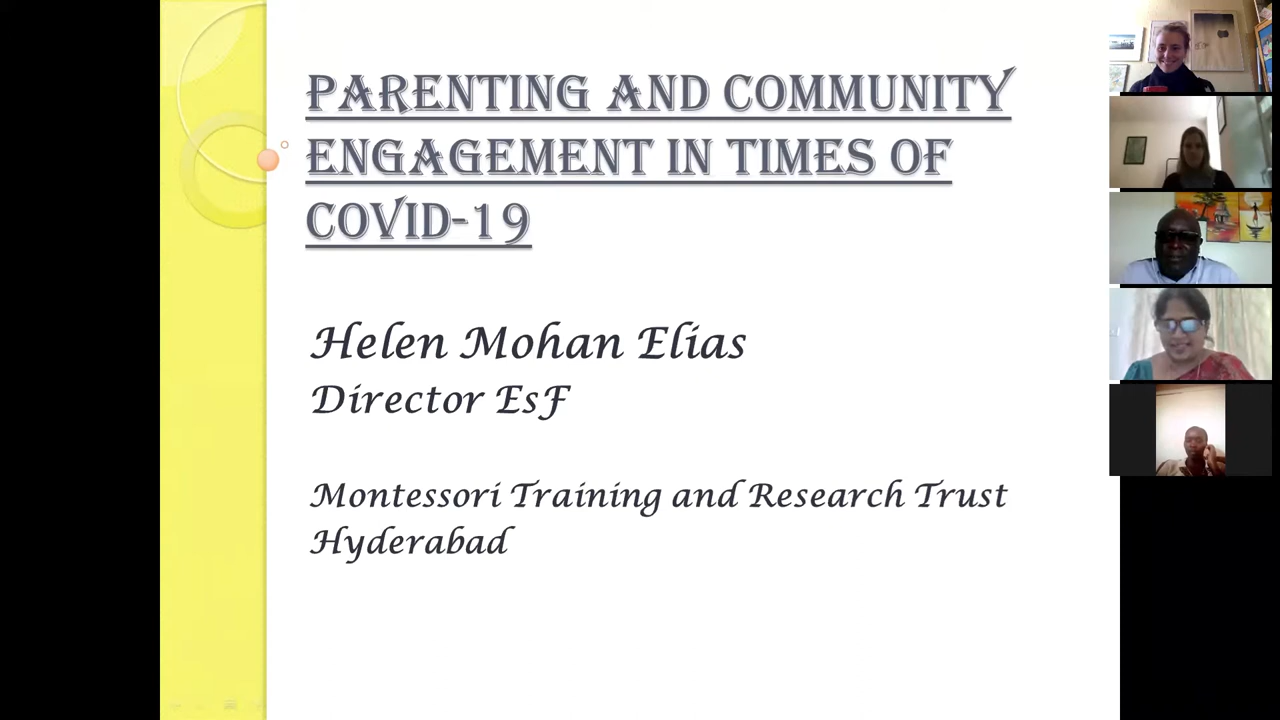 PARENTING AND COMMUNITY
ENGAGEMENT IN TIMES OF
COVID-19
Helen Mohan Elias
Director EsF
Montessori Training and Research Trust
Hyderabad